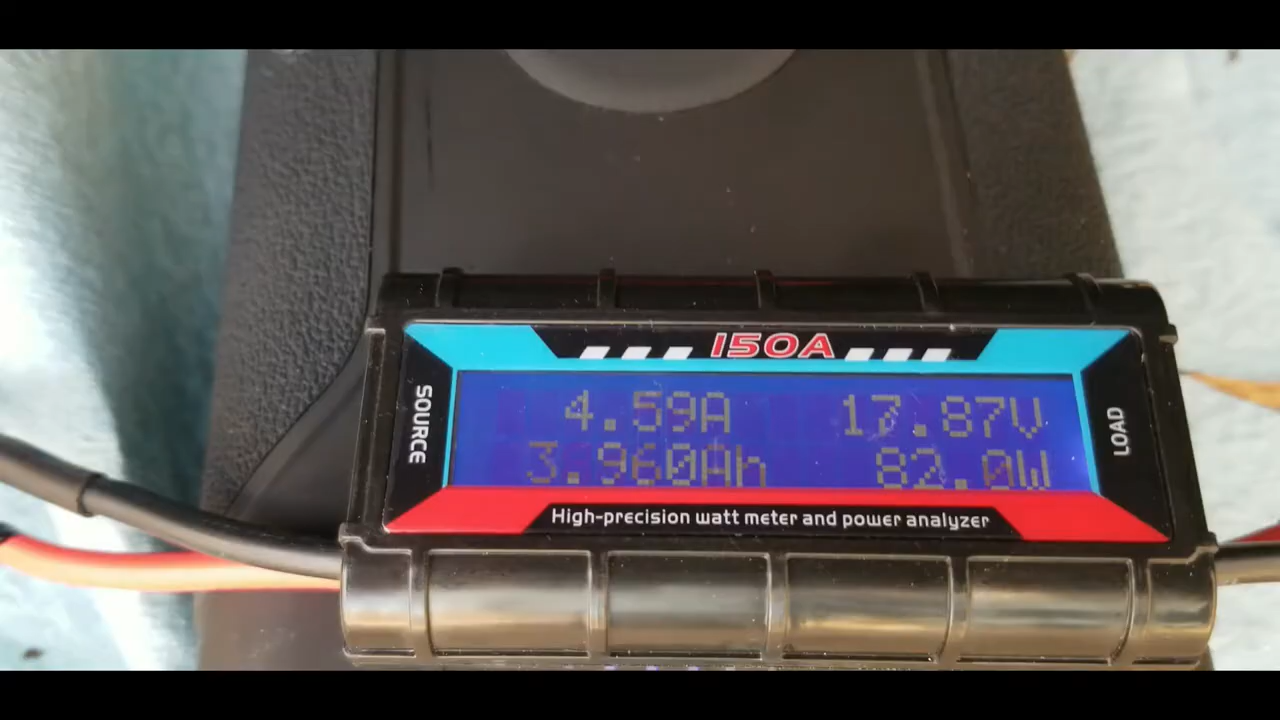 150A
SOURCE
4.59A 17.87V
3.960Ah 82.0W
LOAD
High-precision watt meter and power analyzer